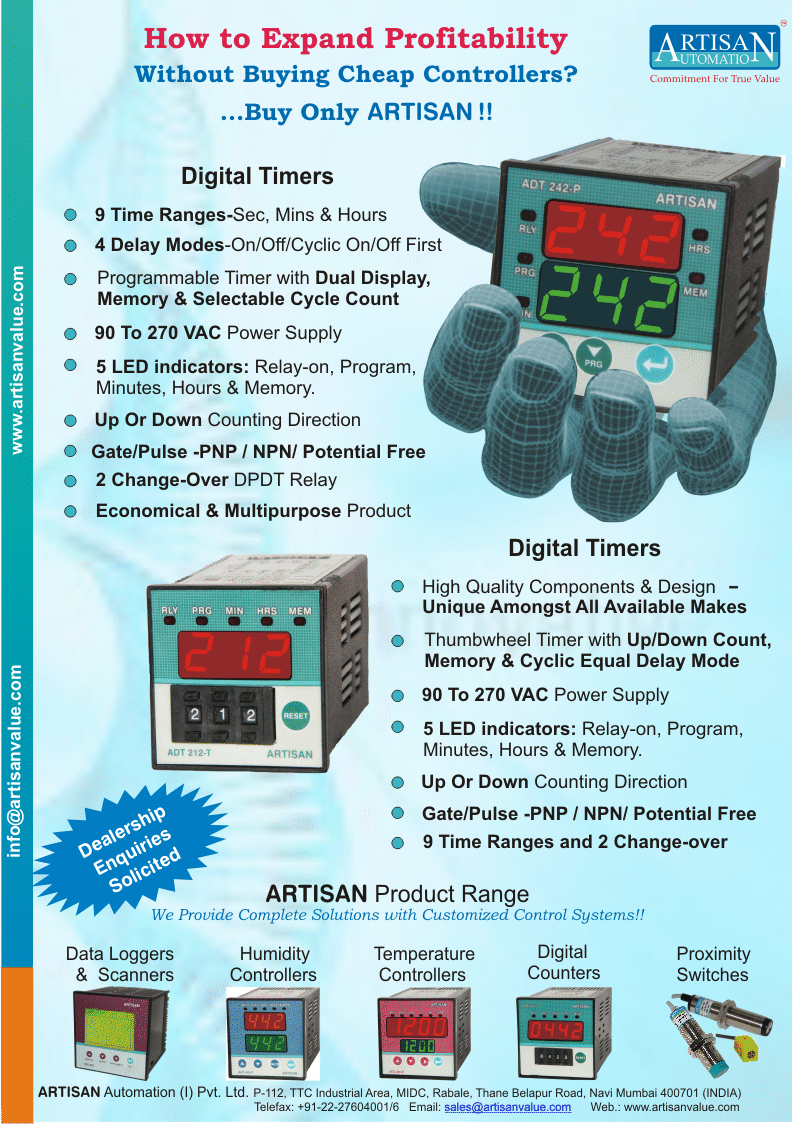 How to Expand Profitability
Without Buying Cheap Controllers?
...Buy Only ARTISAN !!
ARTISAN
AUTOMATION
Commitment For True Value
Digital Timers
9 Time Ranges-Sec, Mins & Hours
4 Delay Modes-On/Off/Cyclic On/Off First
Programmable Timer with Dual Display,
Memory & Selectable Cycle Count
90 To 270 VAC Power Supply
5 LED indicators: Relay-on, Program,
Minutes, Hours & Memory.
Up Or Down Counting Direction
Gate/Pulse -PNP / NPN/ Potential Free
2 Change-Over DPDT Relay
Economical & Multipurpose Product
ADT 242-P
ARTISAN
242
RLY
HRS
242
PRG
MEM
IN
PRG
www.artisanvalue.com
info@artisanvalue.com
RLY PRG MIN HRS MEM
212
2 1 2
RESET
ADT 212-T
ARTISAN
Digital Timers
High Quality Components & Design –
Unique Amongst All Available Makes
Thumbwheel Timer with Up/Down Count,
Memory & Cyclic Equal Delay Mode
90 To 270 VAC Power Supply
5 LED indicators: Relay-on, Program,
Minutes, Hours & Memory.
Up Or Down Counting Direction
Gate/Pulse -PNP / NPN/ Potential Free
9 Time Ranges and 2 Change-over
Dealership
Enquiries
Solicited
ARTISAN Product Range
We Provide Complete Solutions with Customized Control Systems!!
Data Loggers
& Scanners
Humidity
Controllers
Temperature
Controllers
Digital
Counters
Proximity
Switches
ARTISAN
442
442
1200
1200
0442
ARTISAN Automation (I) Pvt. Ltd. P-112, TTC Industrial Area, MIDC, Rabale, Thane Belapur Road, Navi Mumbai 400701 (INDIA)
Telefax: +91-22-27604001/6 Email: sales@artisanvalue.com Web.: www.artisanvalue.com